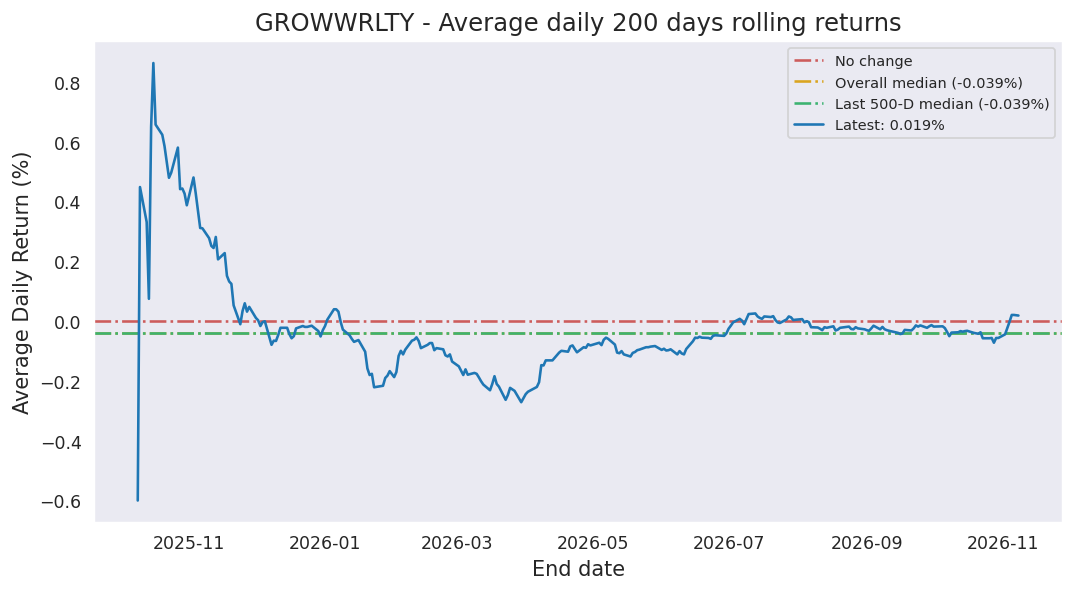 GROWWRLTY - Average daily 200 days rolling returns
No change
Overall median (-0.039%)
Last 500-D median (-0.039%)
Latest: 0.019%
Average Daily Return (%)
0.8
0.6
0.4
0.2
0.0
−0.2
−0.4
−0.6
2025-11 2026-01 2026-03 2026-05 2026-07 2026-09 2026-11
End date